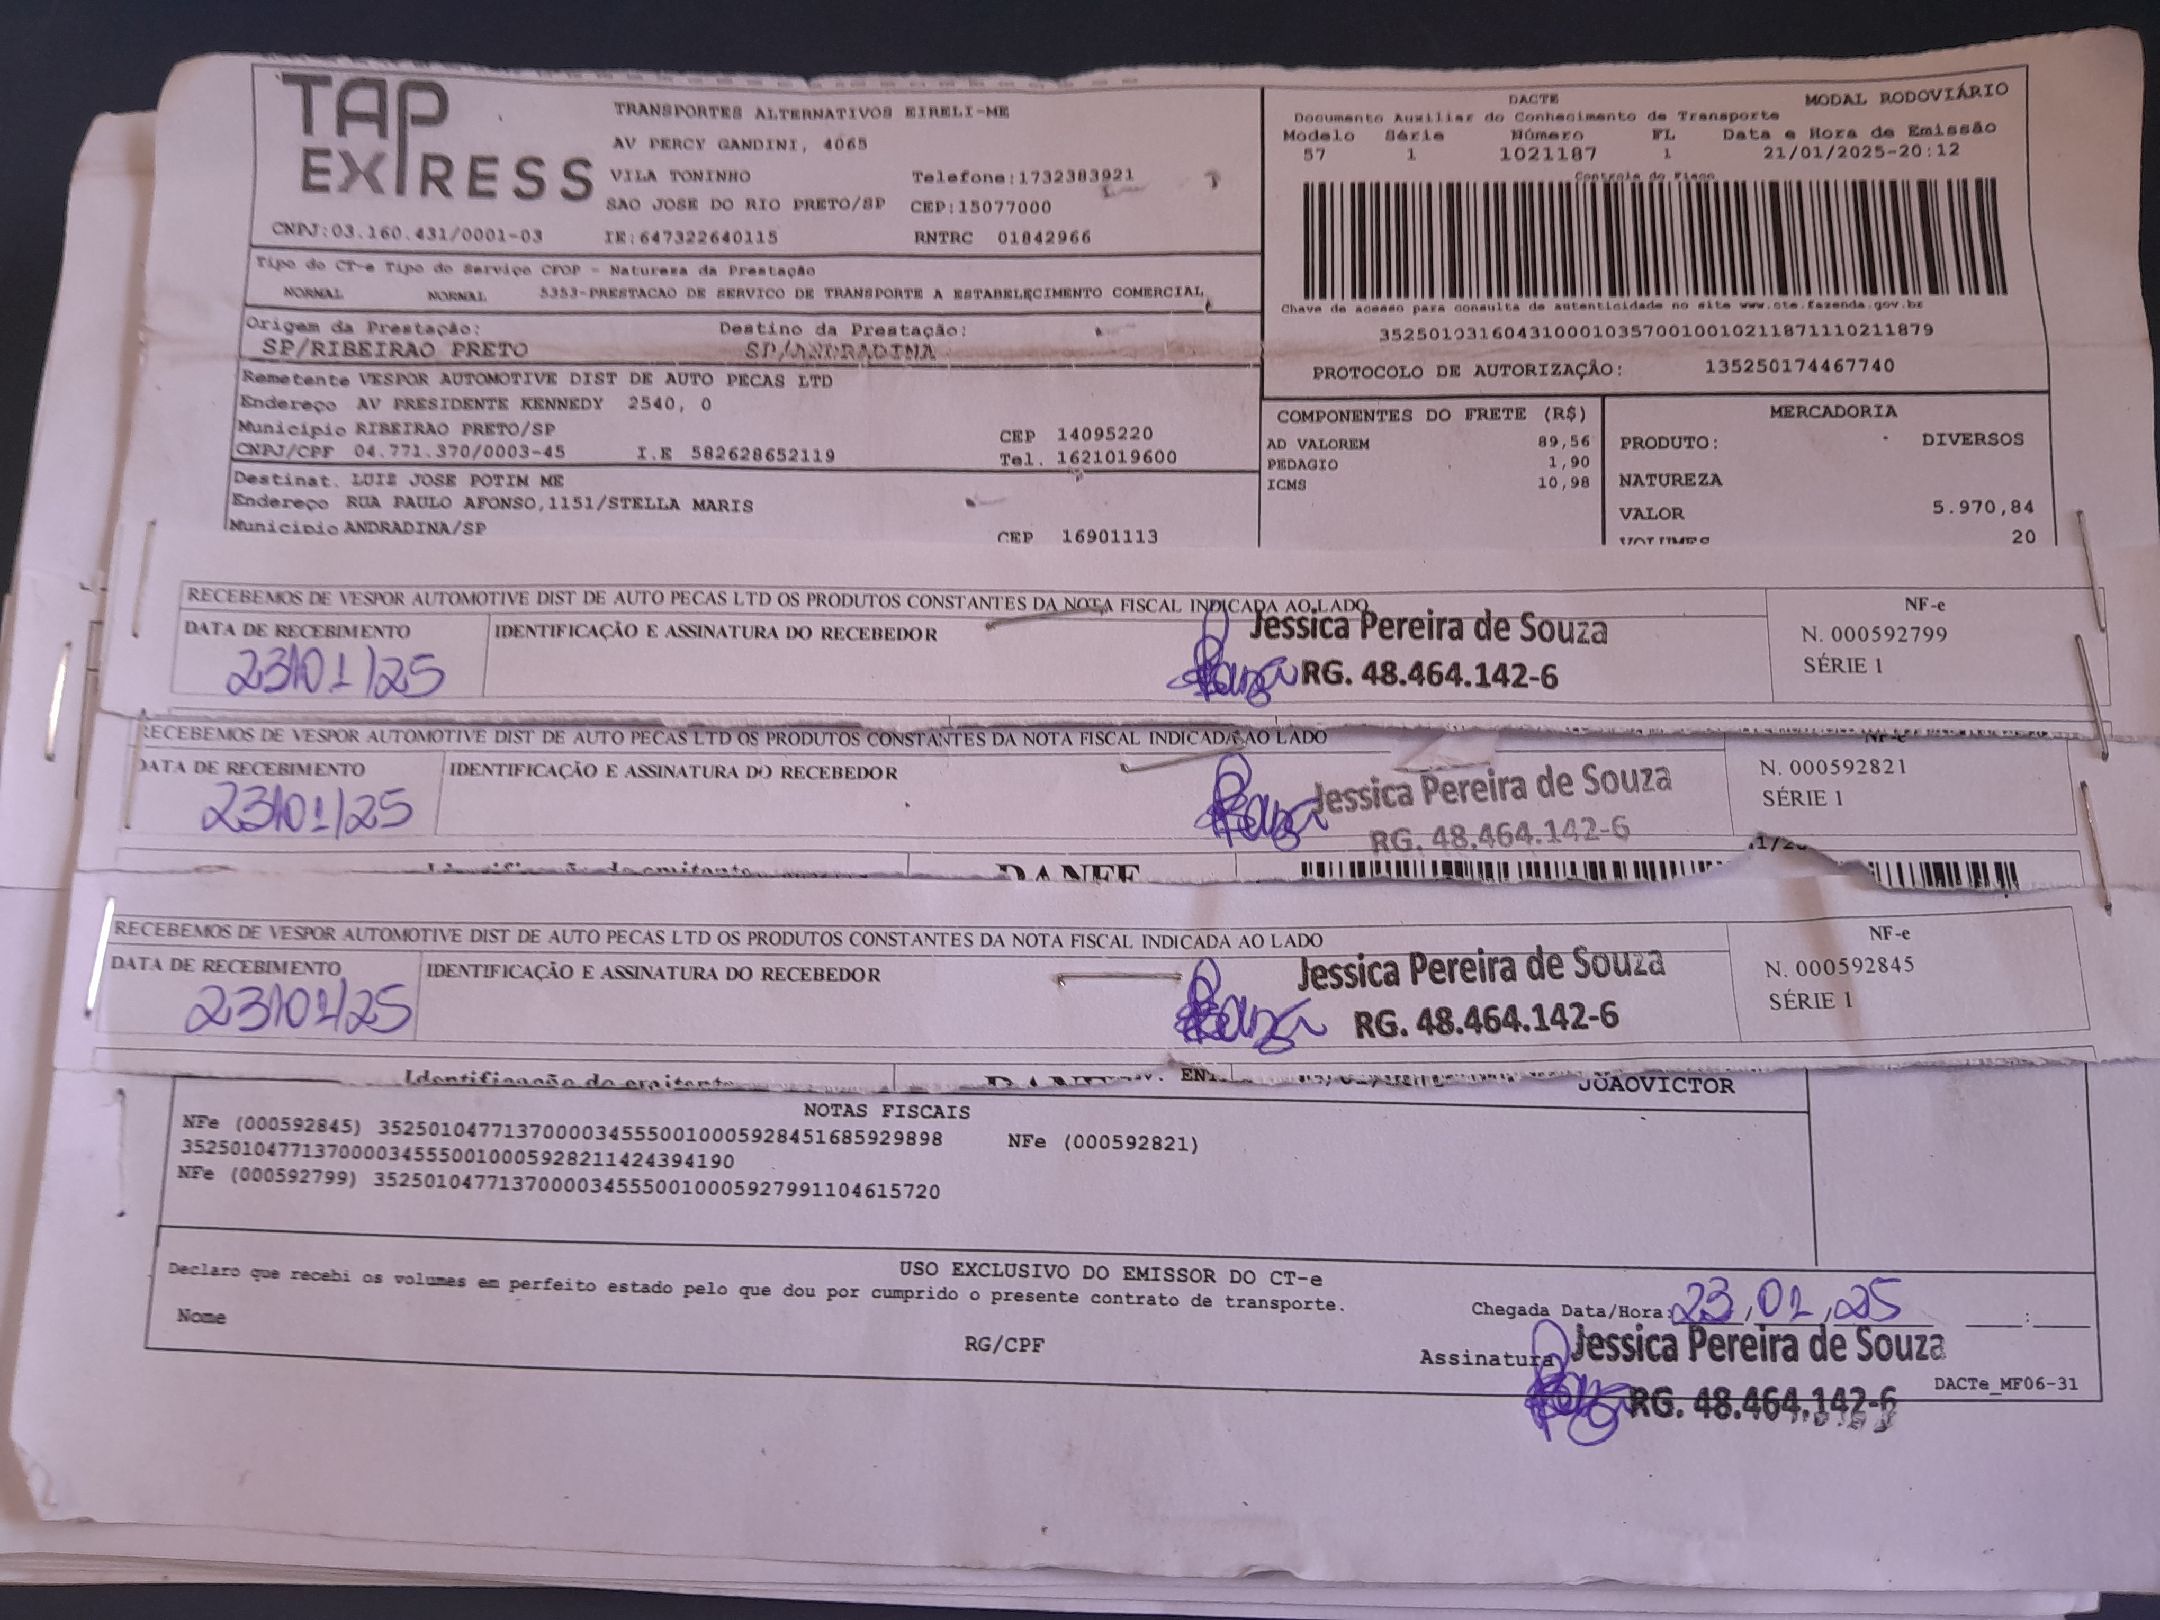 TAP EXPRESS
TRANSPORTES ALTERNATIVOS EIRELI-ME
AV PERCY GANDINI, 4065
VILA TONINHO Telefone:1732383921
SAO JOSE DO RIO PRETO/SP CEP:15077000
CNPJ:03.160.431/0001-03 IE:647322640115 RNTRC 01842966
DACTE MODAL RODOVIÁRIO
Documento Auxiliar do Conhecimento de Transporte
Modelo Série Número FL Data e Hora de Emissão
57 1 1021187 1 21/01/2025-20:12
Controle do Fisco
Chave de acesso para consulta de autenticidade no site www.cte.fazenda.gov.br
35250103160431000103570010010211871110211879
PROTOCOLO DE AUTORIZAÇÃO: 135250174467740
Tipo do CT-e Tipo do Serviço CFOP - Natureza da Prestação
NORMAL NORMAL 5353-PRESTACAO DE SERVICO DE TRANSPORTE A ESTABELECIMENTO COMERCIAL
Origem da Prestação: Destino da Prestação:
SP/RIBEIRAO PRETO SP/ANDRADINA
Remetente VESPOR AUTOMOTIVE DIST DE AUTO PECAS LTD
Endereço AV PRESIDENTE KENNEDY 2540, 0
Município RIBEIRAO PRETO/SP CEP 14095220
CNPJ/CPF 04.771.370/0003-45 I.E 582628652119 Tel. 1621019600
Destinat. LUIZ JOSE POTIM ME
Endereço RUA PAULO AFONSO,1151/STELLA MARIS
Município ANDRADINA/SP CEP 16901113
COMPONENTES DO FRETE (R$)
AD VALOREM 89,56
PEDAGIO 1,90
ICMS 10,98
MERCADORIA
PRODUTO: DIVERSOS
NATUREZA
VALOR 5.970,84
VOLUMES 20
RECEBEMOS DE VESPOR AUTOMOTIVE DIST DE AUTO PECAS LTD OS PRODUTOS CONSTANTES DA NOTA FISCAL INDICADA AO LADO
DATA DE RECEBIMENTO IDENTIFICAÇÃO E ASSINATURA DO RECEBEDOR
23/01/25
Jessica Pereira de Souza
RG. 48.464.142-6
NF-e
N. 000592799
SÉRIE 1
RECEBEMOS DE VESPOR AUTOMOTIVE DIST DE AUTO PECAS LTD OS PRODUTOS CONSTANTES DA NOTA FISCAL INDICADA AO LADO
DATA DE RECEBIMENTO IDENTIFICAÇÃO E ASSINATURA DO RECEBEDOR
23/01/25
Jessica Pereira de Souza
RG. 48.464.142-6
NF-e
N. 000592821
SÉRIE 1
Identificação do emitente DANFE
RECEBEMOS DE VESPOR AUTOMOTIVE DIST DE AUTO PECAS LTD OS PRODUTOS CONSTANTES DA NOTA FISCAL INDICADA AO LADO
DATA DE RECEBIMENTO IDENTIFICAÇÃO E ASSINATURA DO RECEBEDOR
23/01/25
Jessica Pereira de Souza
RG. 48.464.142-6
NF-e
N. 000592845
SÉRIE 1
Identificação do emitente
JOAOVICTOR
NOTAS FISCAIS
NFe (000592845) 35250104771370000345550010005928451685929898 NFe (000592821)
35250104771370000345550010005928211424394190
NFe (000592799) 35250104771370000345550010005927991104615720
USO EXCLUSIVO DO EMISSOR DO CT-e
Declaro que recebi os volumes em perfeito estado pelo que dou por cumprido o presente contrato de transporte.
Nome RG/CPF
Chegada Data/Hora: 23,01,25
Assinatura
Jessica Pereira de Souza
RG. 48.464.142-6
DACTe_MF06-31